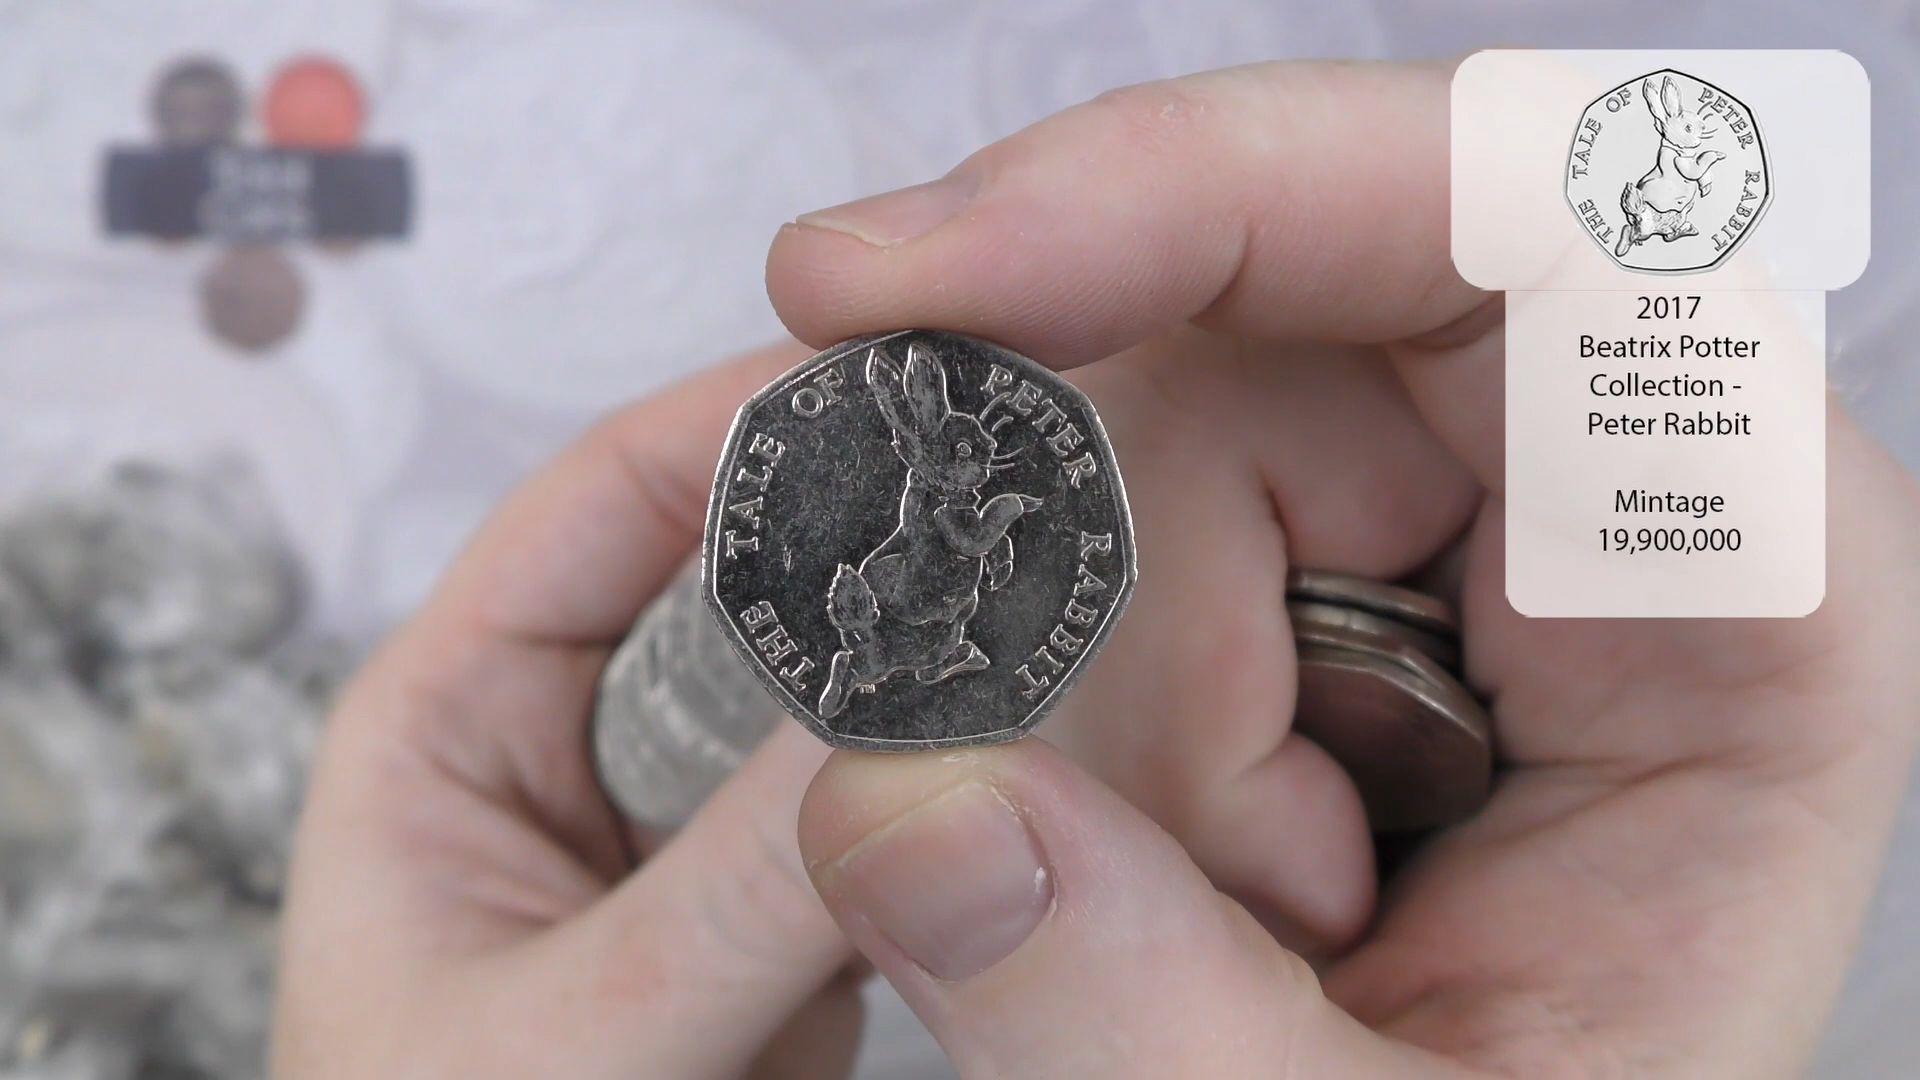 THE TALE OF PETER RABBIT
TM
THE TALE OF PETER RABBIT
2017
Beatrix Potter
Collection -
Peter Rabbit
Mintage
19,900,000